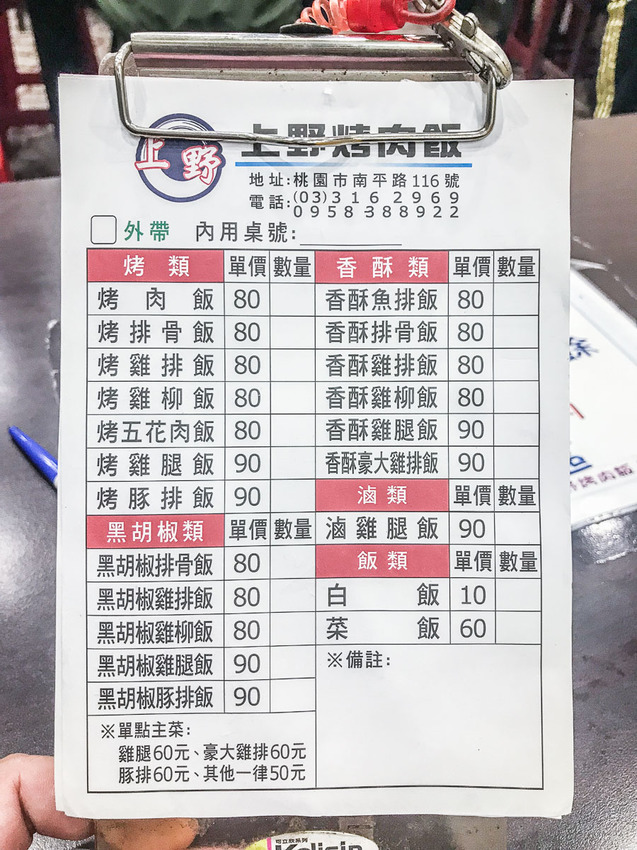 上野
上野烤肉飯
地址:桃園市南平路116號
電話:(03)316 2969
0958388922
外帶 內用桌號:
烤類 單價 數量
烤肉飯 80
烤排骨飯 80
烤雞排飯 80
烤雞柳飯 80
烤五花肉飯 80
烤雞腿飯 90
烤豚排飯 90
黑胡椒類 單價 數量
黑胡椒排骨飯 80
黑胡椒雞排飯 80
黑胡椒雞柳飯 80
黑胡椒雞腿飯 90
黑胡椒豚排飯 90
※單點主菜:
雞腿60元、豪大雞排60元
豚排60元、其他一律50元
香酥類 單價 數量
香酥魚排飯 80
香酥排骨飯 80
香酥雞排飯 80
香酥雞柳飯 80
香酥雞腿飯 90
香酥豪大雞排飯 90
滷類 單價 數量
滷雞腿飯 90
飯類 單價 數量
白飯 10
菜飯 60
※備註: